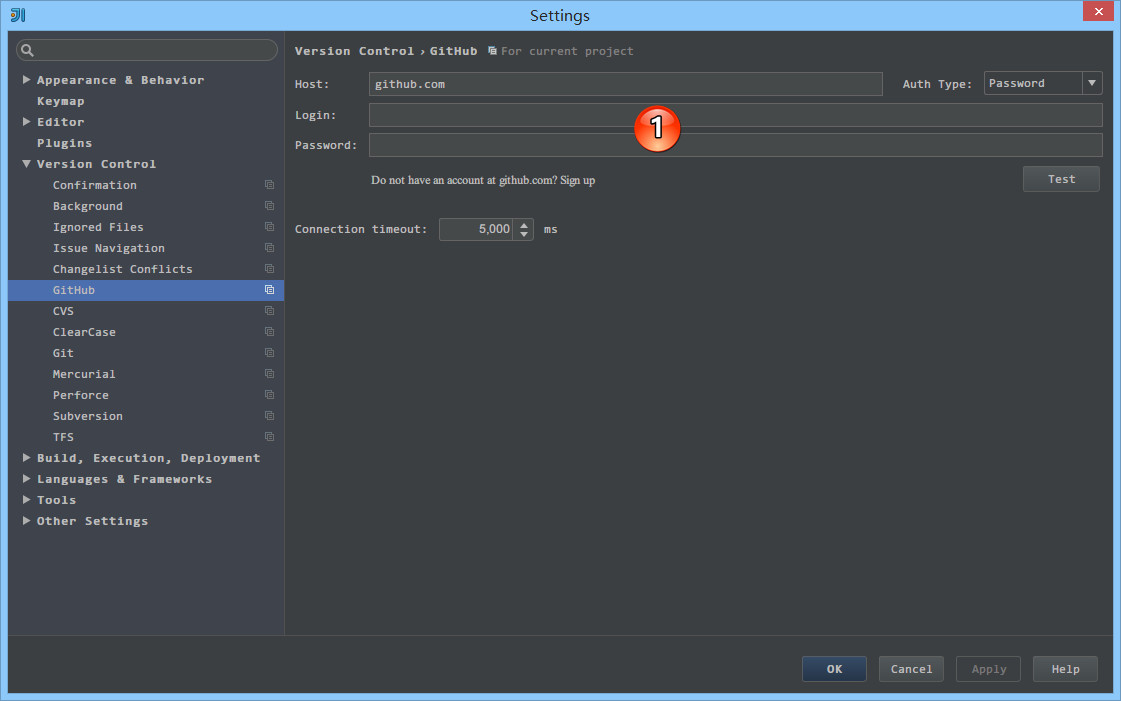 Settings
Version Control › GitHub For current project
Appearance & Behavior
Keymap
Editor
Plugins
Version Control
Confirmation
Background
Ignored Files
Issue Navigation
Changelist Conflicts
GitHub
CVS
ClearCase
Git
Mercurial
Perforce
Subversion
TFS
Build, Execution, Deployment
Languages & Frameworks
Tools
Other Settings
Host: github.com Auth Type: Password
Login:
1
Password:
Do not have an account at github.com? Sign up
Test
Connection timeout: 5,000 ms
OK Cancel Apply Help